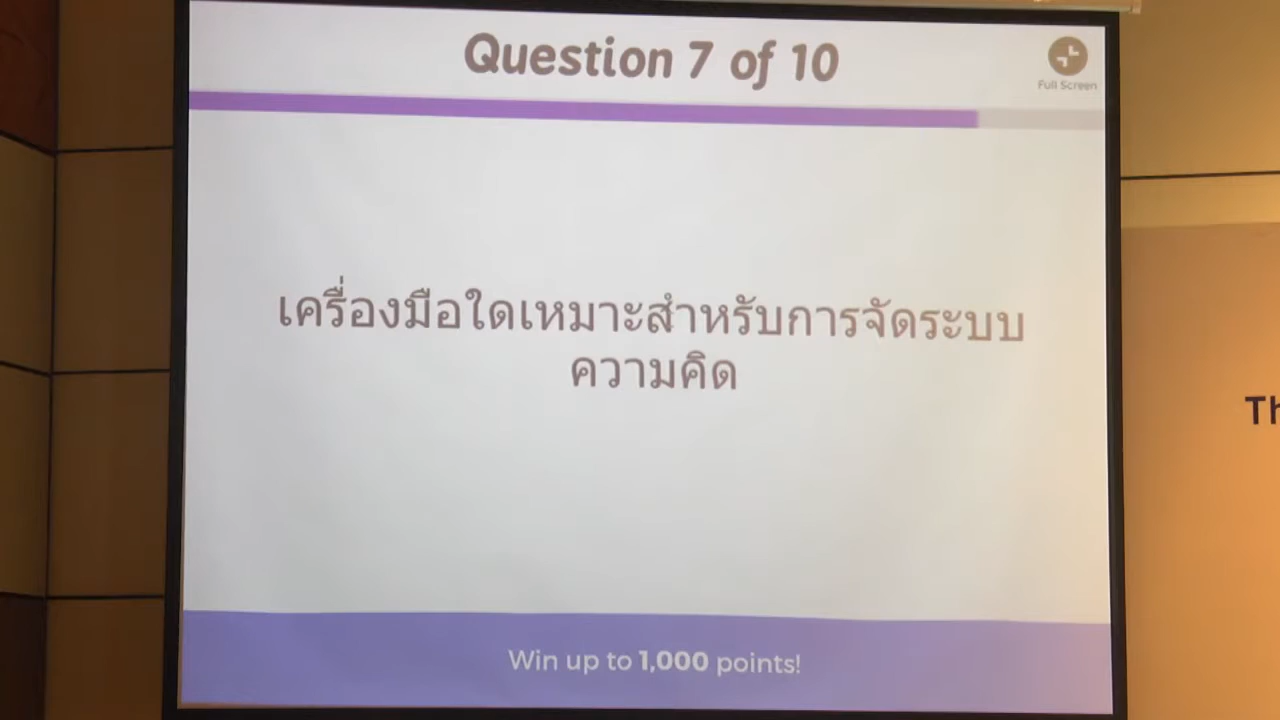 Question 7 of 10
Full Screen
เครื่องมือใดเหมาะสำหรับการจัดระบบ
ความคิด
Th
Win up to 1,000 points!